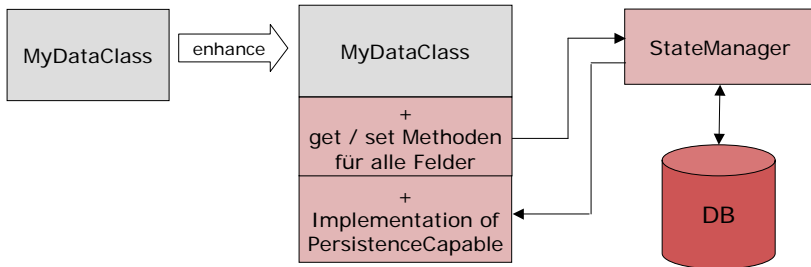 MyDataClass
enhance
MyDataClass
+
get / set Methoden
für alle Felder
+
Implementation of
PersistenceCapable
StateManager
DB